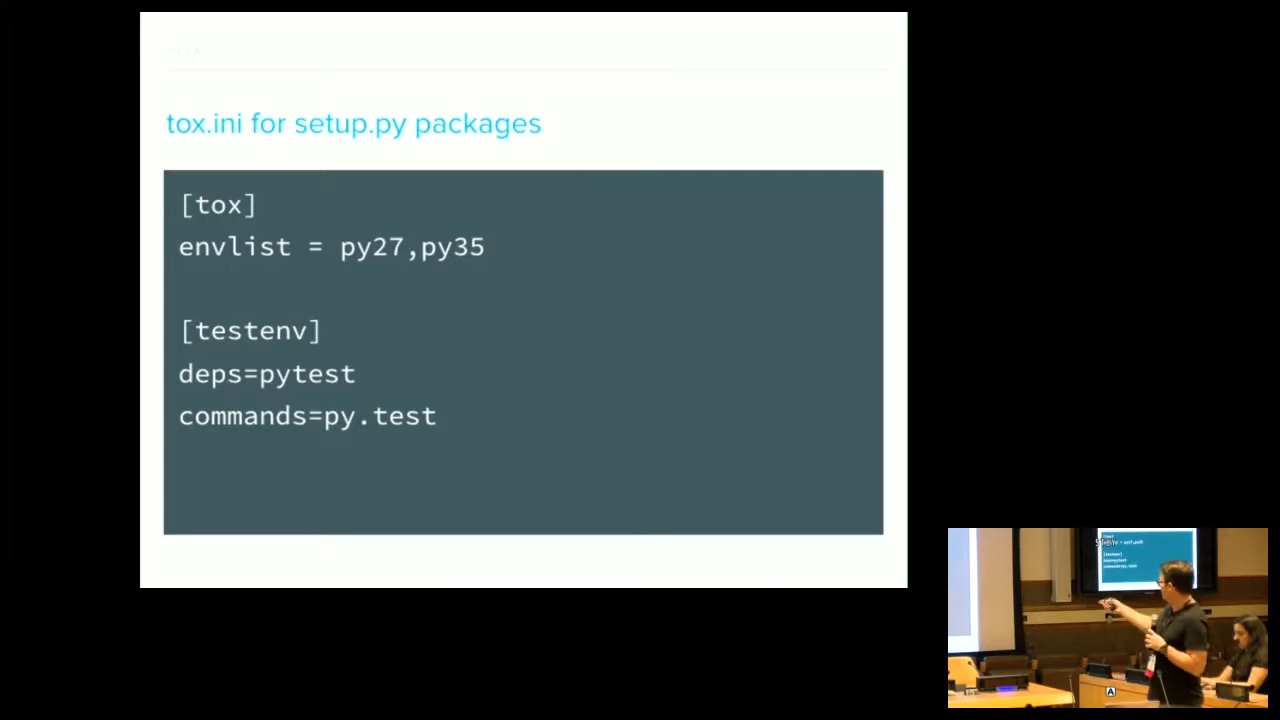 tox.ini for setup.py packages
[tox]
envlist = py27,py35
[testenv]
deps=pytest
commands=py.test
A